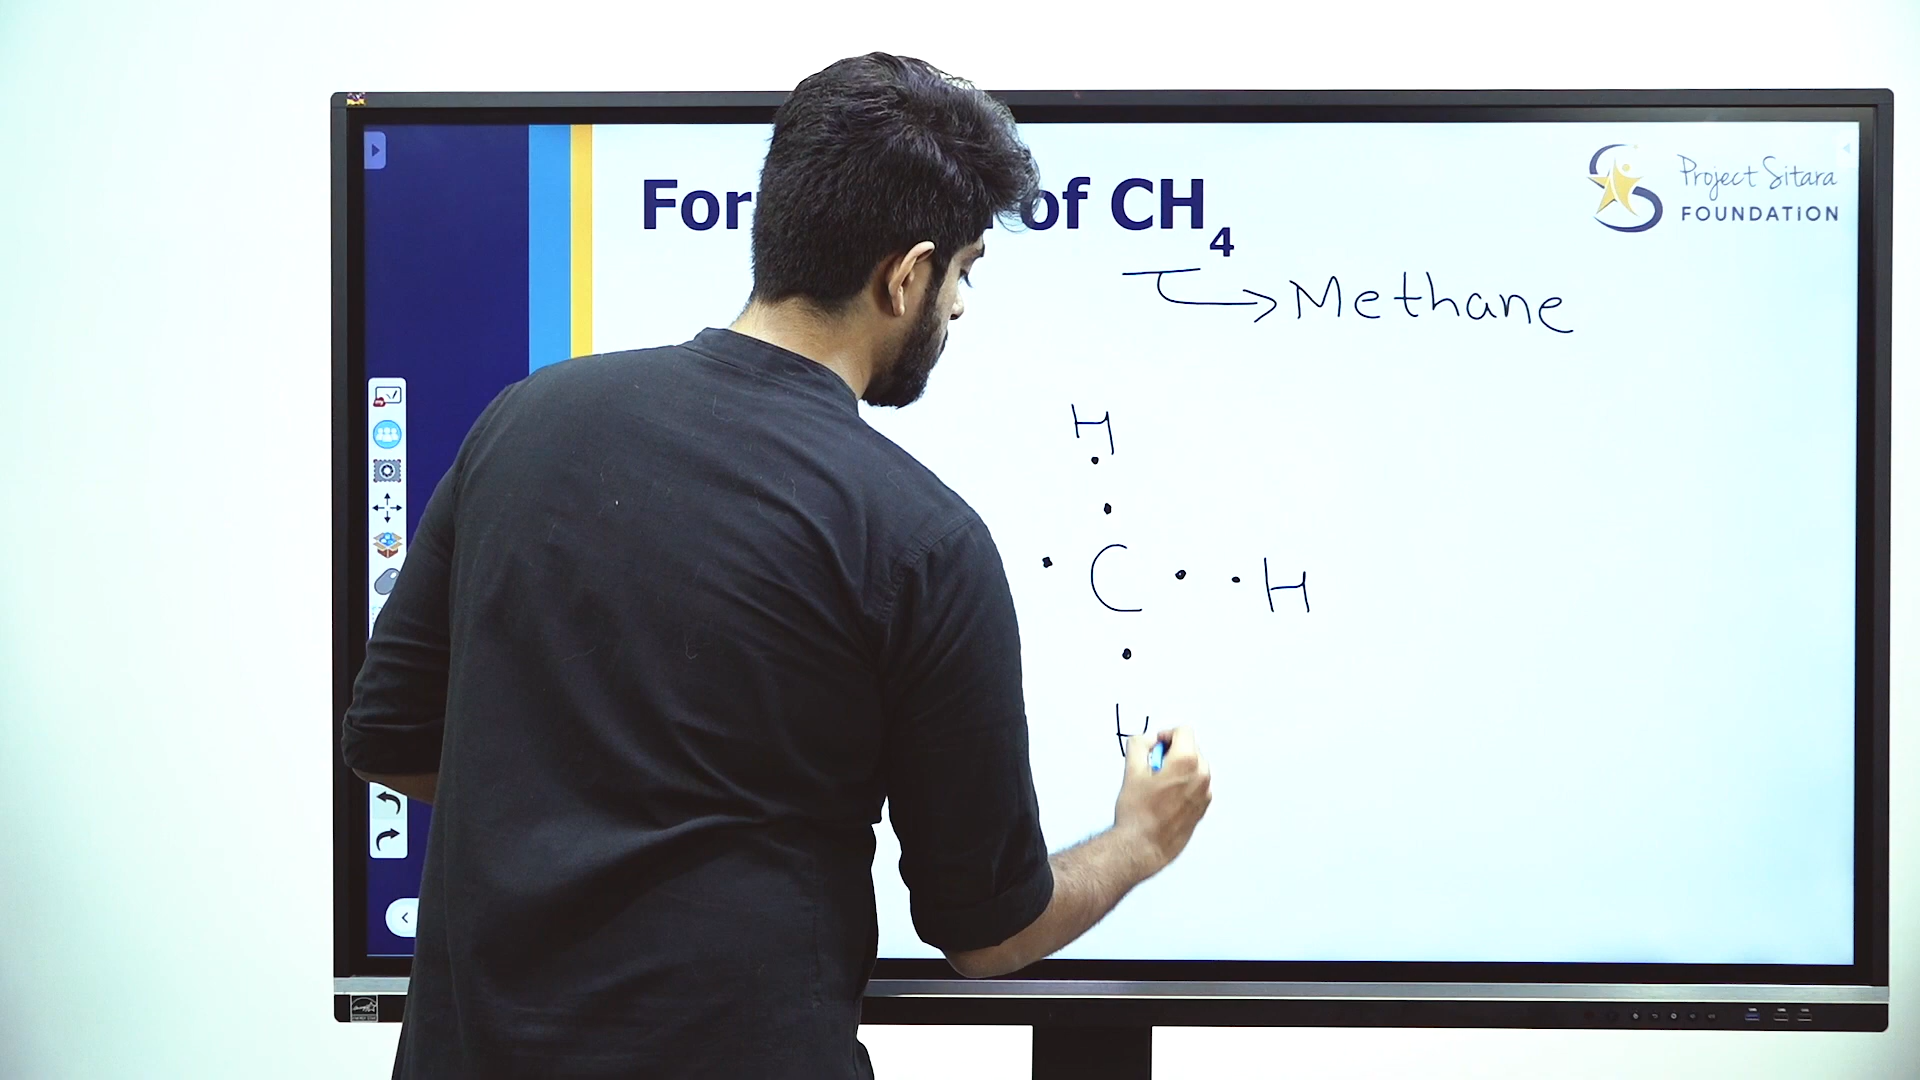 For of CH4
Project Sitara
FOUNDATION
Methane
H
C H
H